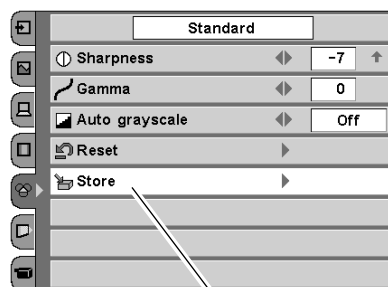 Standard
Sharpness -7
Gamma 0
Auto grayscale Off
Reset
Store